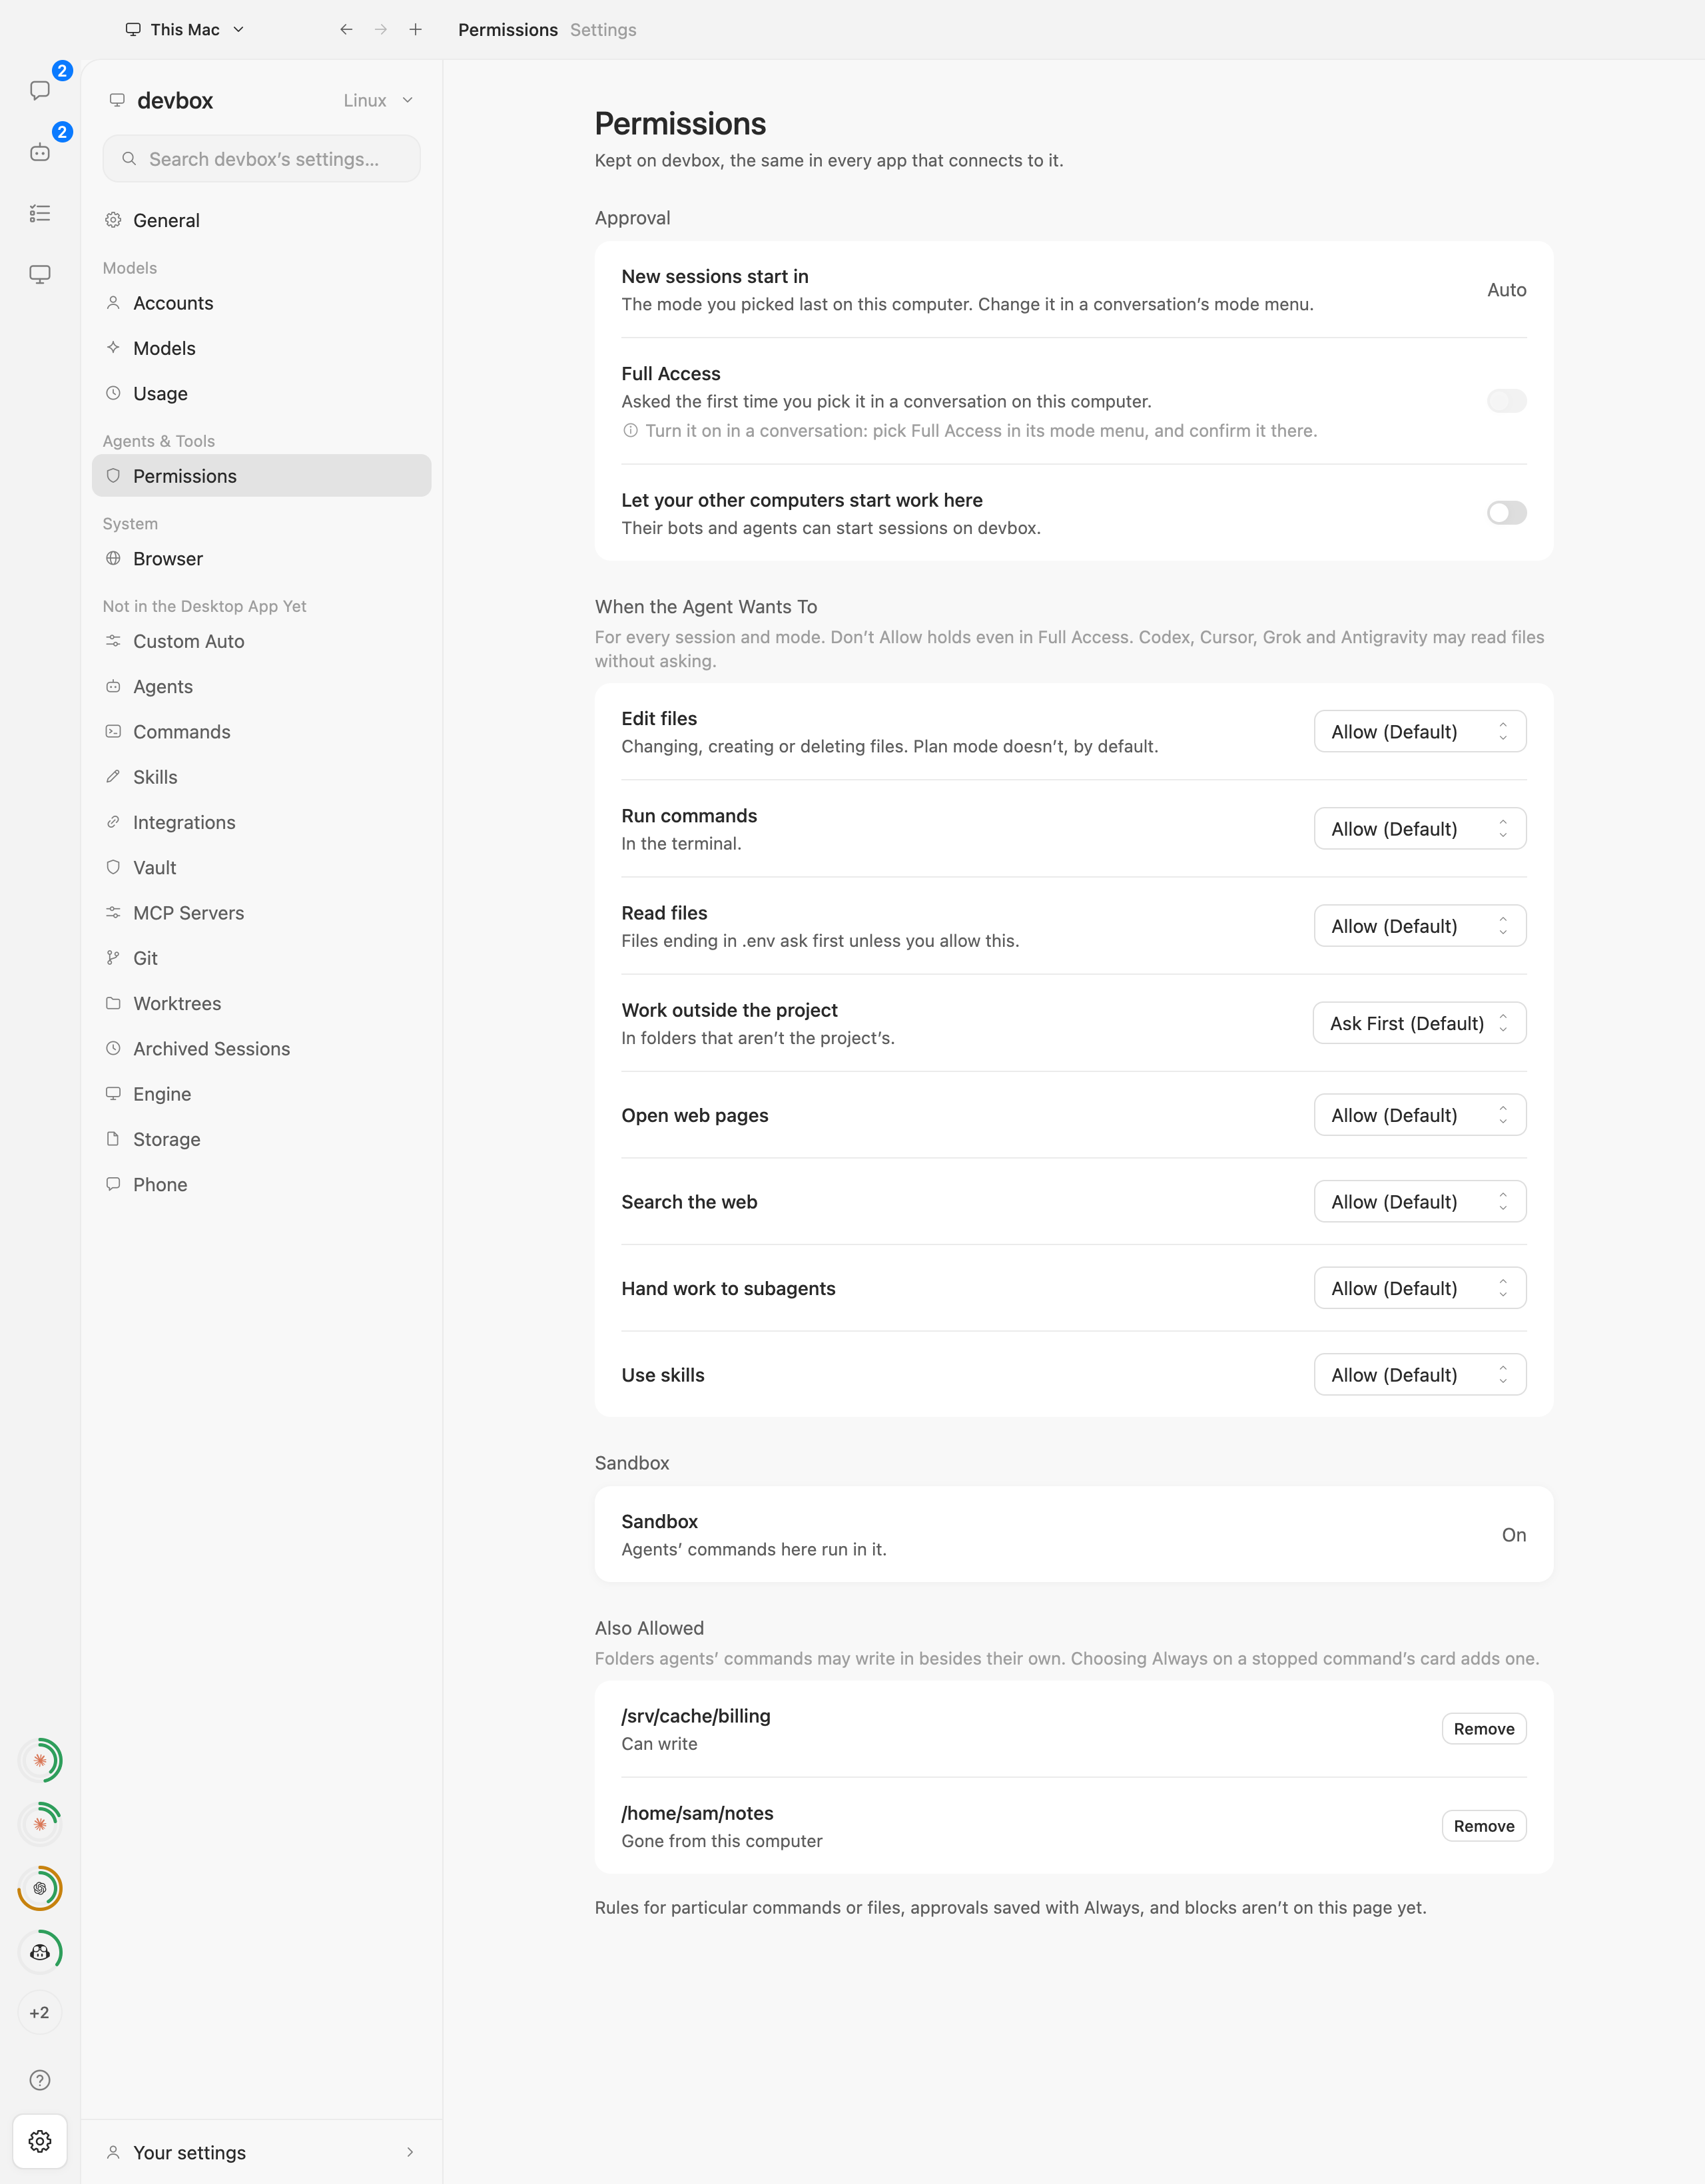 This Mac
Permissions Settings
2
2
devbox
Linux
Search devbox’s settings...
General
Models
Accounts
Models
Usage
Agents & Tools
Permissions
System
Browser
Not in the Desktop App Yet
Custom Auto
Agents
Commands
Skills
Integrations
Vault
MCP Servers
Git
Worktrees
Archived Sessions
Engine
Storage
Phone
+2
Your settings
Permissions
Kept on devbox, the same in every app that connects to it.
Approval
New sessions start in
The mode you picked last on this computer. Change it in a conversation’s mode menu.
Auto
Full Access
Asked the first time you pick it in a conversation on this computer.
Turn it on in a conversation: pick Full Access in its mode menu, and confirm it there.
Let your other computers start work here
Their bots and agents can start sessions on devbox.
When the Agent Wants To
For every session and mode. Don’t Allow holds even in Full Access. Codex, Cursor, Grok and Antigravity may read files
without asking.
Edit files
Changing, creating or deleting files. Plan mode doesn’t, by default.
Allow (Default)
Run commands
In the terminal.
Allow (Default)
Read files
Files ending in .env ask first unless you allow this.
Allow (Default)
Work outside the project
In folders that aren’t the project’s.
Ask First (Default)
Open web pages
Allow (Default)
Search the web
Allow (Default)
Hand work to subagents
Allow (Default)
Use skills
Allow (Default)
Sandbox
Sandbox
Agents’ commands here run in it.
On
Also Allowed
Folders agents’ commands may write in besides their own. Choosing Always on a stopped command’s card adds one.
/srv/cache/billing
Can write
Remove
/home/sam/notes
Gone from this computer
Remove
Rules for particular commands or files, approvals saved with Always, and blocks aren’t on this page yet.